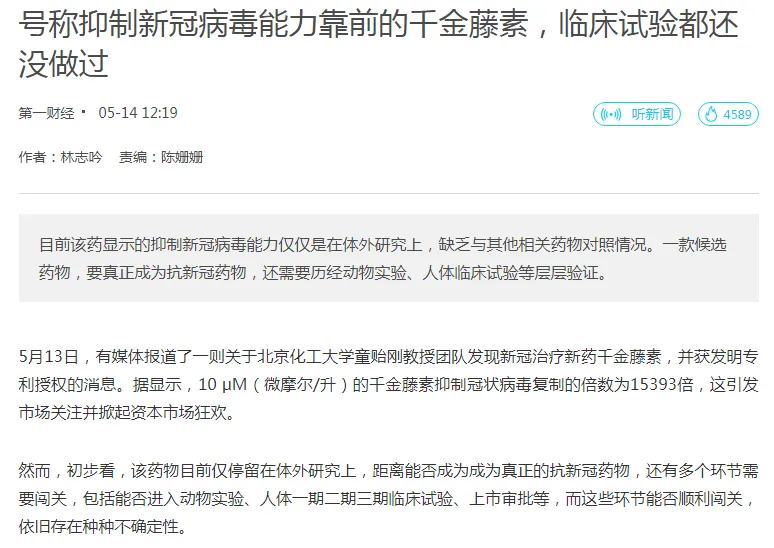 号称抑制新冠病毒能力靠前的千金藤素，临床试验都还
没做过
第一财经 · 05-14 12:19
听新闻
4589
作者：林志吟 责编：陈姗姗
目前该药显示的抑制新冠病毒能力仅仅是在体外研究上，缺乏与其他相关药物对照情况。一款候选
药物，要真正成为抗新冠药物，还需要历经动物实验、人体临床试验等层层验证。
5月13日，有媒体报道了一则关于北京化工大学童贻刚教授团队发现新冠治疗新药千金藤素，并获发明专
利授权的消息。据显示，10 μM（微摩尔/升）的千金藤素抑制冠状病毒复制的倍数为15393倍，这引发
市场关注并掀起资本市场狂欢。
然而，初步看，该药物目前仅停留在体外研究上，距离能否成为成为真正的抗新冠药物，还有多个环节需
要闯关，包括能否进入动物实验、人体一期二期三期临床试验、上市审批等，而这些环节能否顺利闯关，
依旧存在种种不确定性。